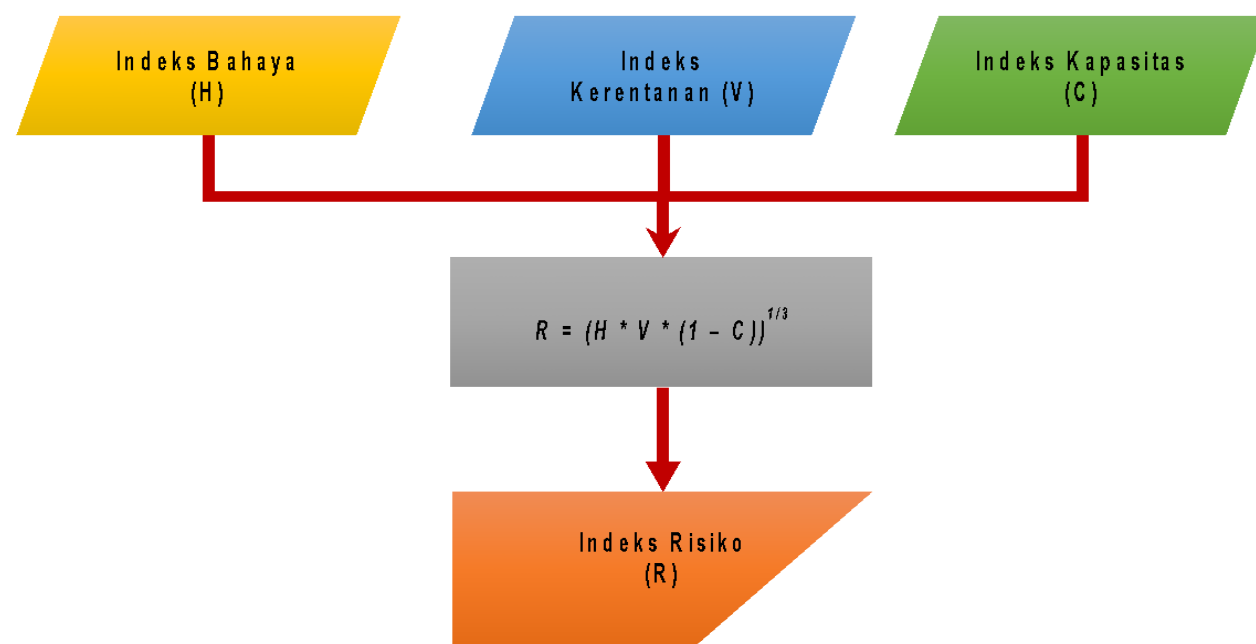 Indeks Bahaya
(H)
Indeks
Kerentanan (V)
Indeks Kapasitas
(C)
R = (H * V * (1 – C))^1/3
Indeks Risiko
(R)